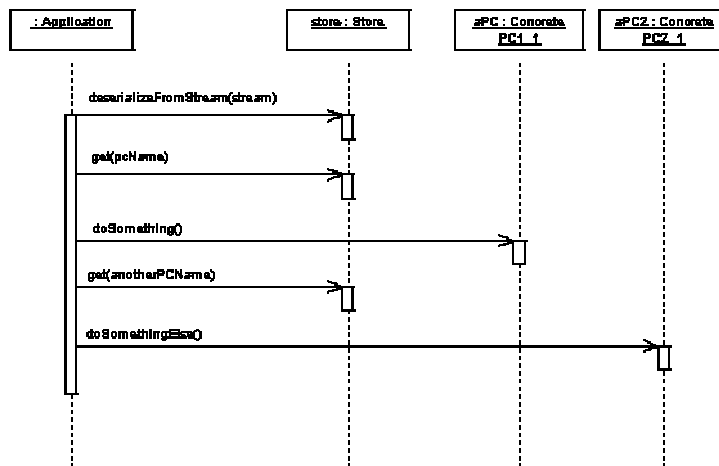 : Application
store : Store
aPC : Concrete
PC1_1
aPC2 : Concrete
PC2_1
deserializeFromStream(stream)
get(pcName)
doSomething()
get(anotherPCName)
doSomethingElse()